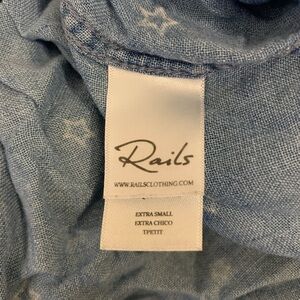 Rails
WWW.RAILSCLOTHING.COM
EXTRA SMALL
EXTRA CHICO
TPETIT